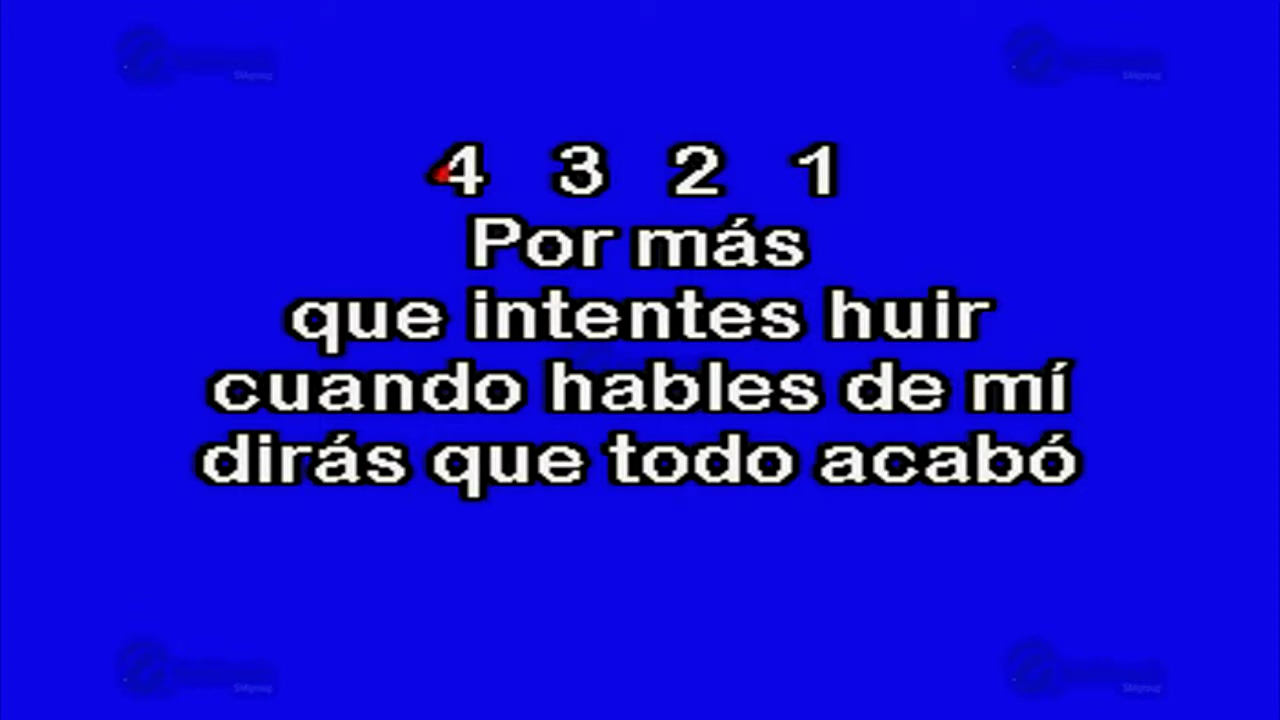 4 3 2 1
Por más
que intentes huir
cuando hables de mí
dirás que todo acabó